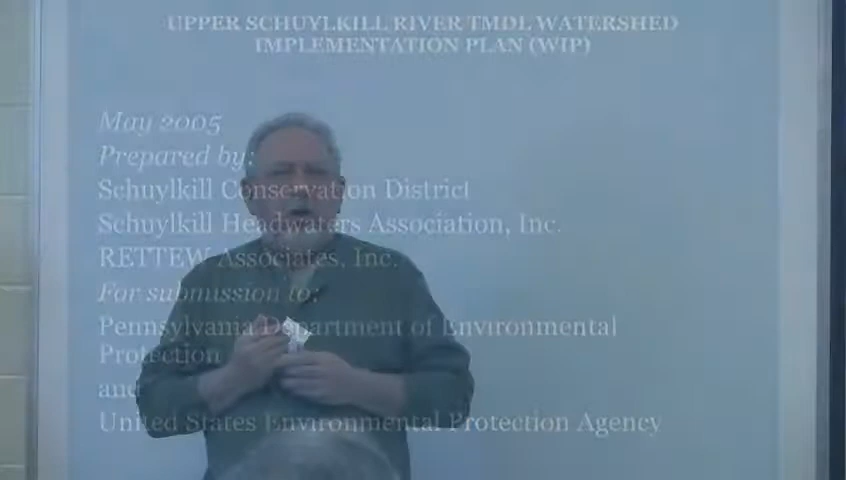 UPPER SCHUYLKILL RIVER TMDL WATERSHED
IMPLEMENTATION PLAN (WIP)
May 2005
Prepared by:
Schuylkill Conservation District
Schuylkill Headwaters Association, Inc.
RETTEW Associates, Inc.
For submission to:
Pennsylvania Department of Environmental
Protection
and
United States Environmental Protection Agency